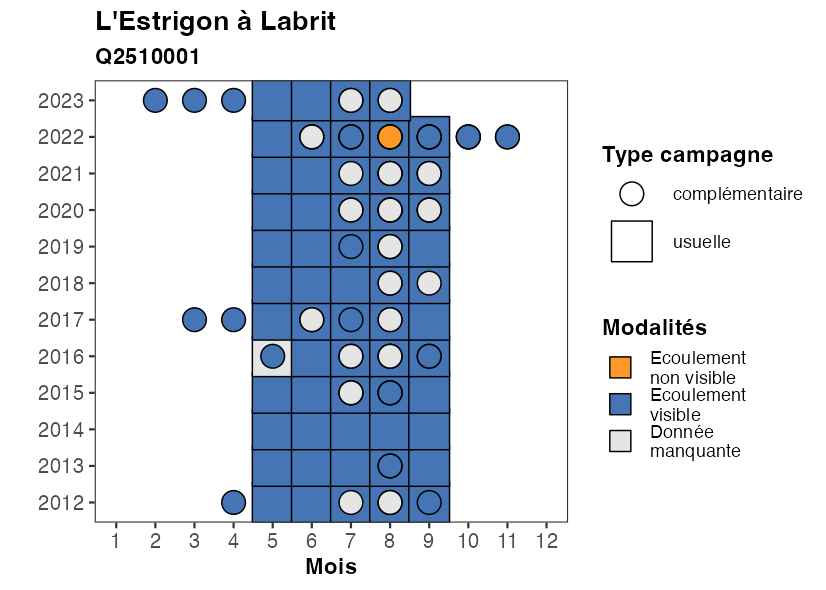 L'Estrigon à Labrit
Q2510001
2023
2022
2021
2020
2019
2018
2017
2016
2015
2014
2013
2012
1 2 3 4 5 6 7 8 9 10 11 12
Mois
Type campagne
complémentaire
usuelle
Modalités
Ecoulement
non visible
Ecoulement
visible
Donnée
manquante